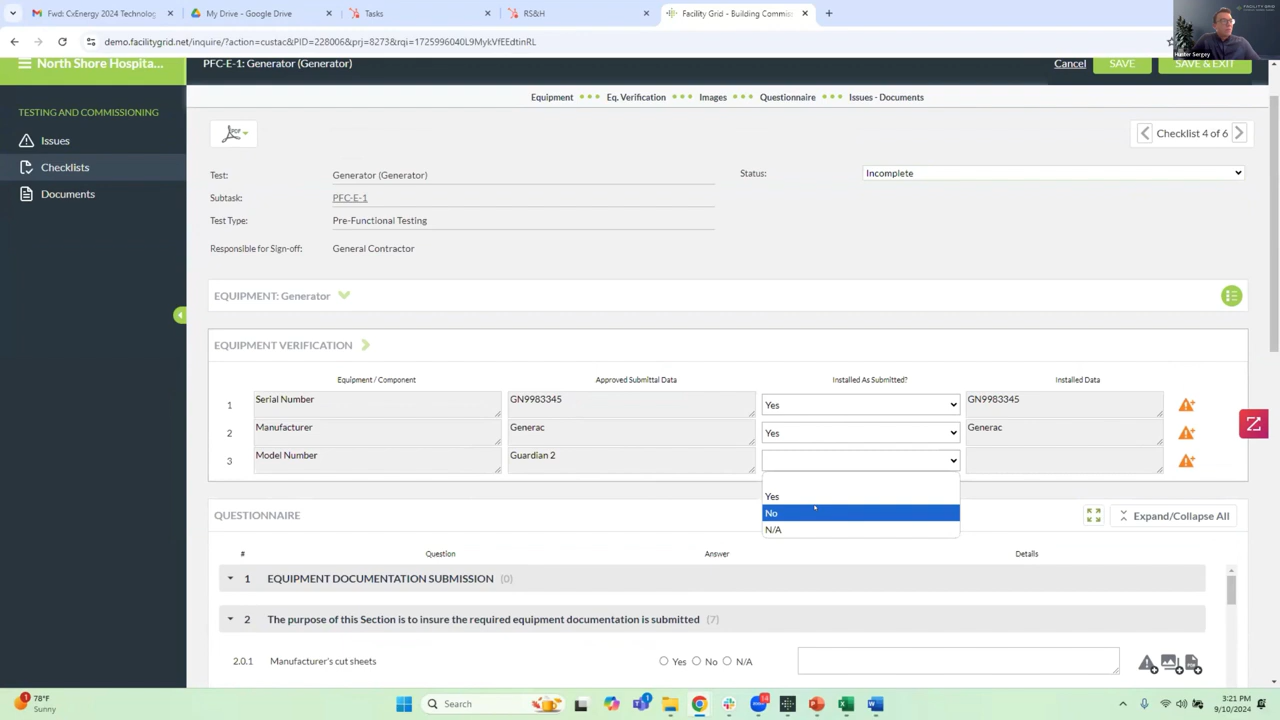 Fwd: CxEnergy 2024 Technolog
My Drive - Google Drive
Tasks
RS&H
Facility Grid - Building Commis
demo.facilitygrid.net/inquire/?action=custac&PID=228006&prj=8273&rqi=1725996040L9MykVfEEdtinRL
FACILITY GRID
Hunter Sergey
North Shore Hospita...
PFC-E-1: Generator (Generator)
Cancel
SAVE
SAVE & EXIT
Equipment Eq. Verification Images Questionnaire Issues - Documents
TESTING AND COMMISSIONING
Issues
Checklists
Documents
PDF
Checklist 4 of 6
Test: Generator (Generator)
Status: Incomplete
Subtask: PFC-E-1
Test Type: Pre-Functional Testing
Responsible for Sign-off: General Contractor
EQUIPMENT: Generator
EQUIPMENT VERIFICATION
Equipment / Component Approved Submittal Data Installed As Submitted? Installed Data
1 Serial Number GN9983345 Yes GN9983345
2 Manufacturer Generac Yes Generac
3 Model Number Guardian 2
Yes
No
N/A
QUESTIONNAIRE
Expand/Collapse All
# Question Answer Details
1 EQUIPMENT DOCUMENTATION SUBMISSION (0)
2 The purpose of this Section is to insure the required equipment documentation is submitted (7)
2.0.1 Manufacturer's cut sheets Yes No N/A
78°F
Sunny
Search
3:21 PM
9/10/2024